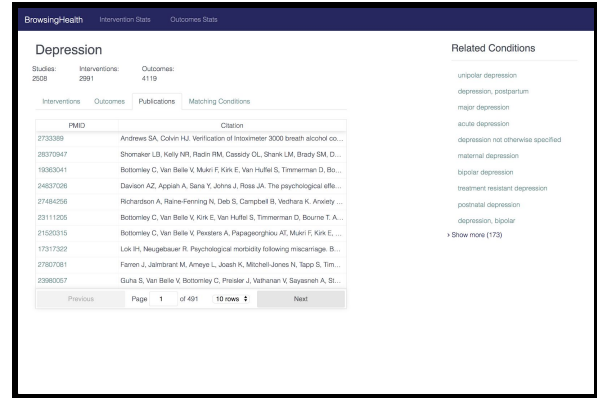 BrowsingHealth Intervention Stats Outcomes Stats
Depression
Studies: Interventions: Outcomes:
2508 2991 4119
Interventions Outcomes Publications Matching Conditions
PMID Citation
2733389 Andrews SA, Colvin HJ. Verification of Intoximeter 3000 breath alcohol co...
28370947 Shomaker LB, Kelly NR, Radin RM, Cassidy OL, Shank LM, Brady SM, D...
19363041 Bottomley C, Van Belle V, Mukri F, Kirk E, Van Huffel S, Timmerman D, Bo...
24837026 Davison AZ, Appiah A, Sana Y, Johns J, Ross JA. The psychological effe...
27484256 Richardson A, Raine-Fenning N, Deb S, Campbell B, Vedhara K. Anxiety ...
23111205 Bottomley C, Van Belle V, Kirk E, Van Huffel S, Timmerman D, Bourne T. A...
21520315 Bottomley C, Van Belle V, Pexsters A, Papageorghiou AT, Mukri F, Kirk E, ...
17317322 Lok IH, Neugebauer R. Psychological morbidity following miscarriage. B...
27807081 Farren J, Jalmbrant M, Ameye L, Joash K, Mitchell-Jones N, Tapp S, Tim...
23980057 Guha S, Van Belle V, Bottomley C, Preisler J, Vathanan V, Sayasneh A, St...
Previous Page 1 of 491 10 rows Next
Related Conditions
unipolar depression
depression, postpartum
major depression
acute depression
depression not otherwise specified
maternal depression
bipolar depression
treatment resistant depression
postnatal depression
depression, bipolar
› Show more (173)